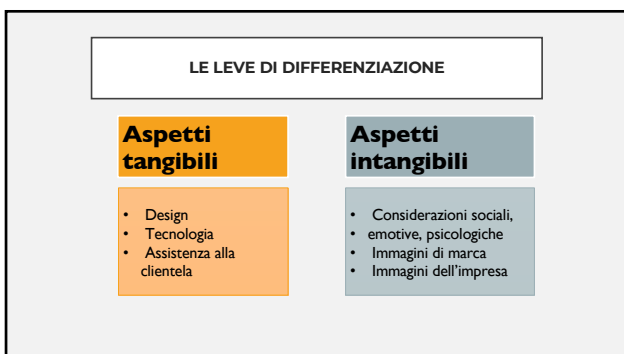 LE LEVE DI DIFFERENZIAZIONE
Aspetti
tangibili
• Design
• Tecnologia
• Assistenza alla
clientela
Aspetti
intangibili
• Considerazioni sociali,
• emotive, psicologiche
• Immagini di marca
• Immagini dell'impresa